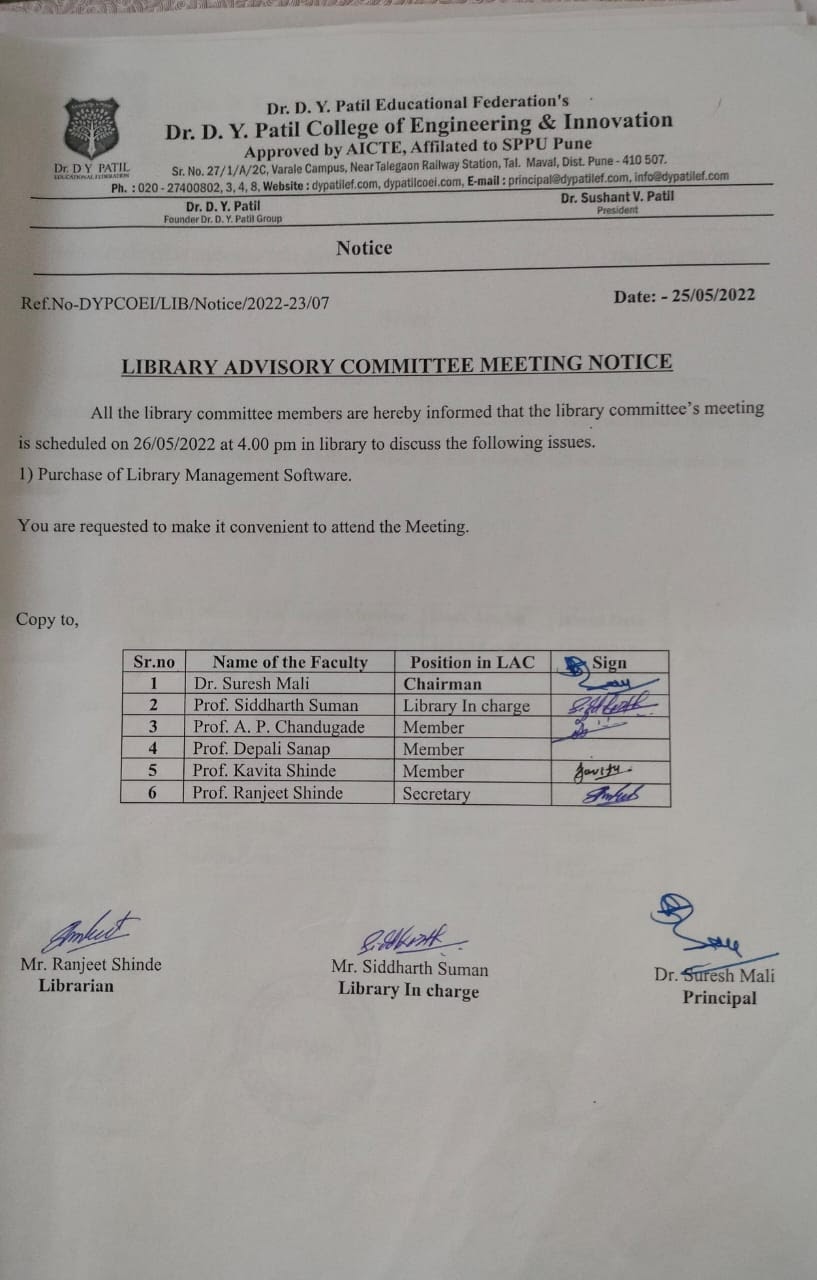 Dr. D. Y. Patil Educational Federation's
Dr. D. Y. Patil College of Engineering & Innovation
Approved by AICTE, Affilated to SPPU Pune
Dr. D Y PATIL
EDUCATIONAL FEDERATION
Sr. No. 27/1/A/2C, Varale Campus, Near Talegaon Railway Station, Tal. Maval, Dist. Pune - 410 507.
Ph. : 020 - 27400802, 3, 4, 8, Website : dypatilef.com, dypatilcoei.com, E-mail : principal@dypatilef.com, info@dypatilef.com
Dr. D. Y. Patil Dr. Sushant V. Patil
Founder Dr. D. Y. Patil Group President
Notice
Ref.No-DYPCOEI/LIB/Notice/2022-23/07 Date: - 25/05/2022
LIBRARY ADVISORY COMMITTEE MEETING NOTICE
All the library committee members are hereby informed that the library committee's meeting
is scheduled on 26/05/2022 at 4.00 pm in library to discuss the following issues.
1) Purchase of Library Management Software.
You are requested to make it convenient to attend the Meeting.
Copy to,
Sr.no Name of the Faculty Position in LAC Sign
1 Dr. Suresh Mali Chairman
2 Prof. Siddharth Suman Library In charge Siddharth
3 Prof. A. P. Chandugade Member
4 Prof. Depali Sanap Member
5 Prof. Kavita Shinde Member
6 Prof. Ranjeet Shinde Secretary
Siddharth
Mr. Ranjeet Shinde Mr. Siddharth Suman Dr. Suresh Mali
Librarian Library In charge Principal